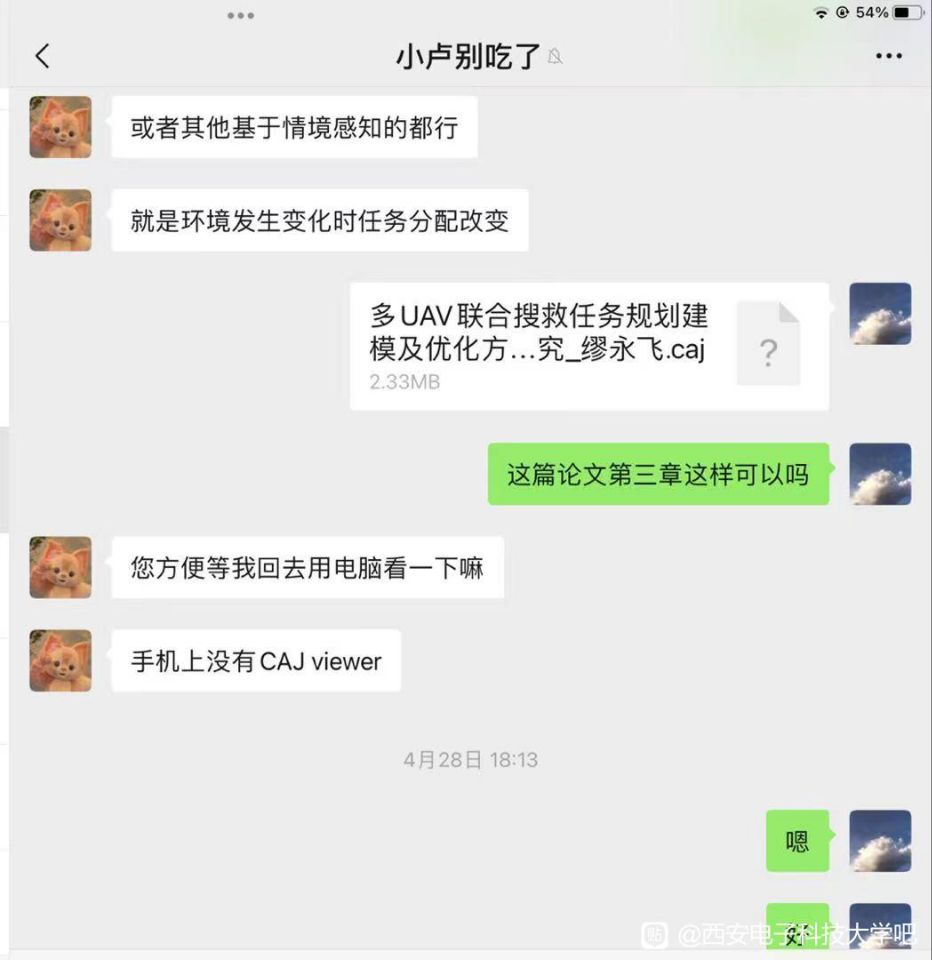 54%
小卢别吃了
或者其他基于情境感知的都行
就是环境发生变化时任务分配改变
多UAV联合搜救任务规划建
模及优化方...究_缪永飞.caj
2.33MB
?
这篇论文第三章这样可以吗
您方便等我回去用电脑看一下嘛
手机上没有CAJ viewer
4月28日 18:13
嗯
好
贴 @西安电子科技大学吧